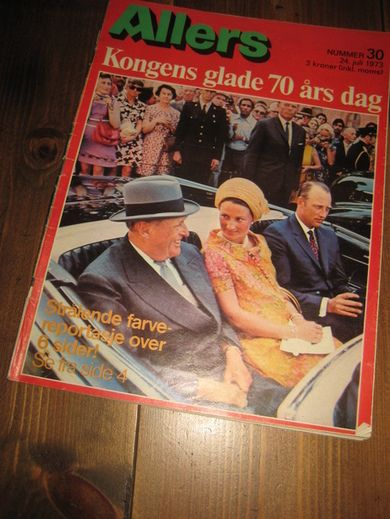 Allers
NUMMER 30
24. juli 1973
3 kroner (inkl. moms)
Kongens glade 70 års dag
Strålende farve-
reportasje over
6 sider!
Se fra side 4